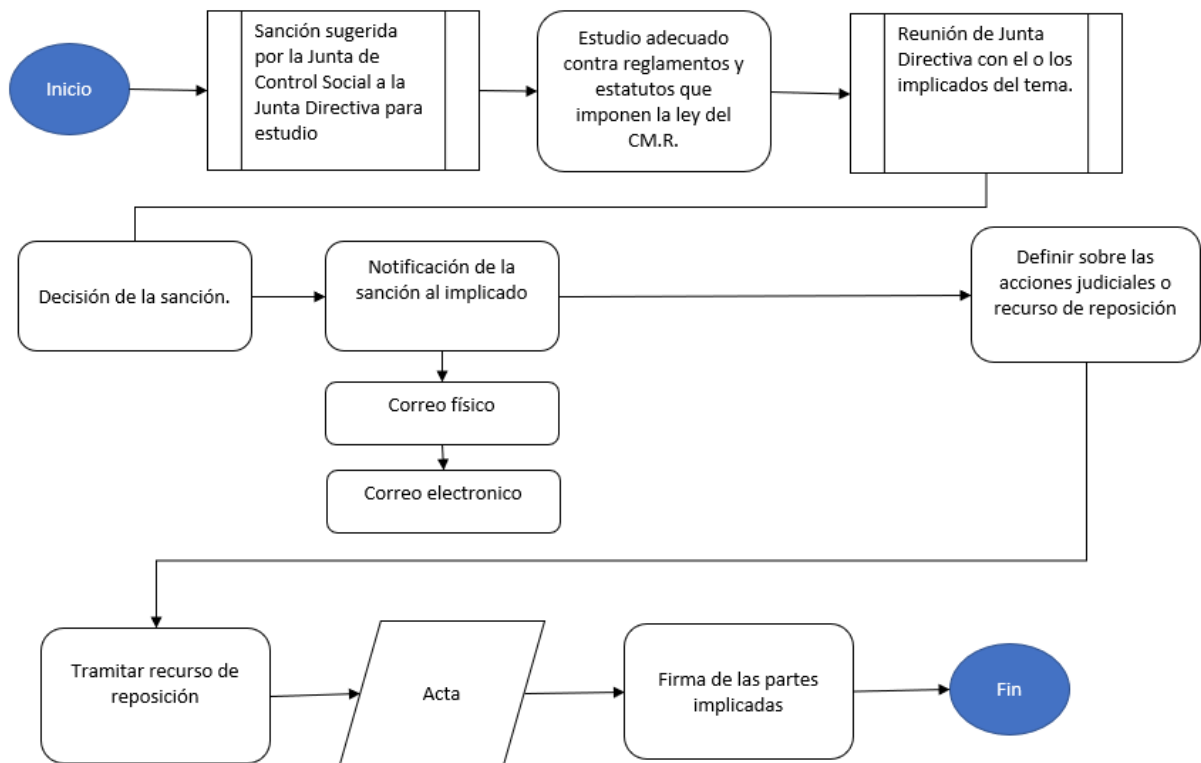 Inicio
Sanción sugerida
por la Junta de
Control Social a la
Junta Directiva para
estudio
Estudio adecuado
contra reglamentos y
estatutos que
imponen la ley del
CM.R.
Reunión de Junta
Directiva con el o los
implicados del tema.
Decisión de la sanción.
Notificación de la
sanción al implicado
Definir sobre las
acciones judiciales o
recurso de reposición
Correo físico
Correo electronico
Tramitar recurso de
reposición
Acta
Firma de las partes
implicadas
Fin